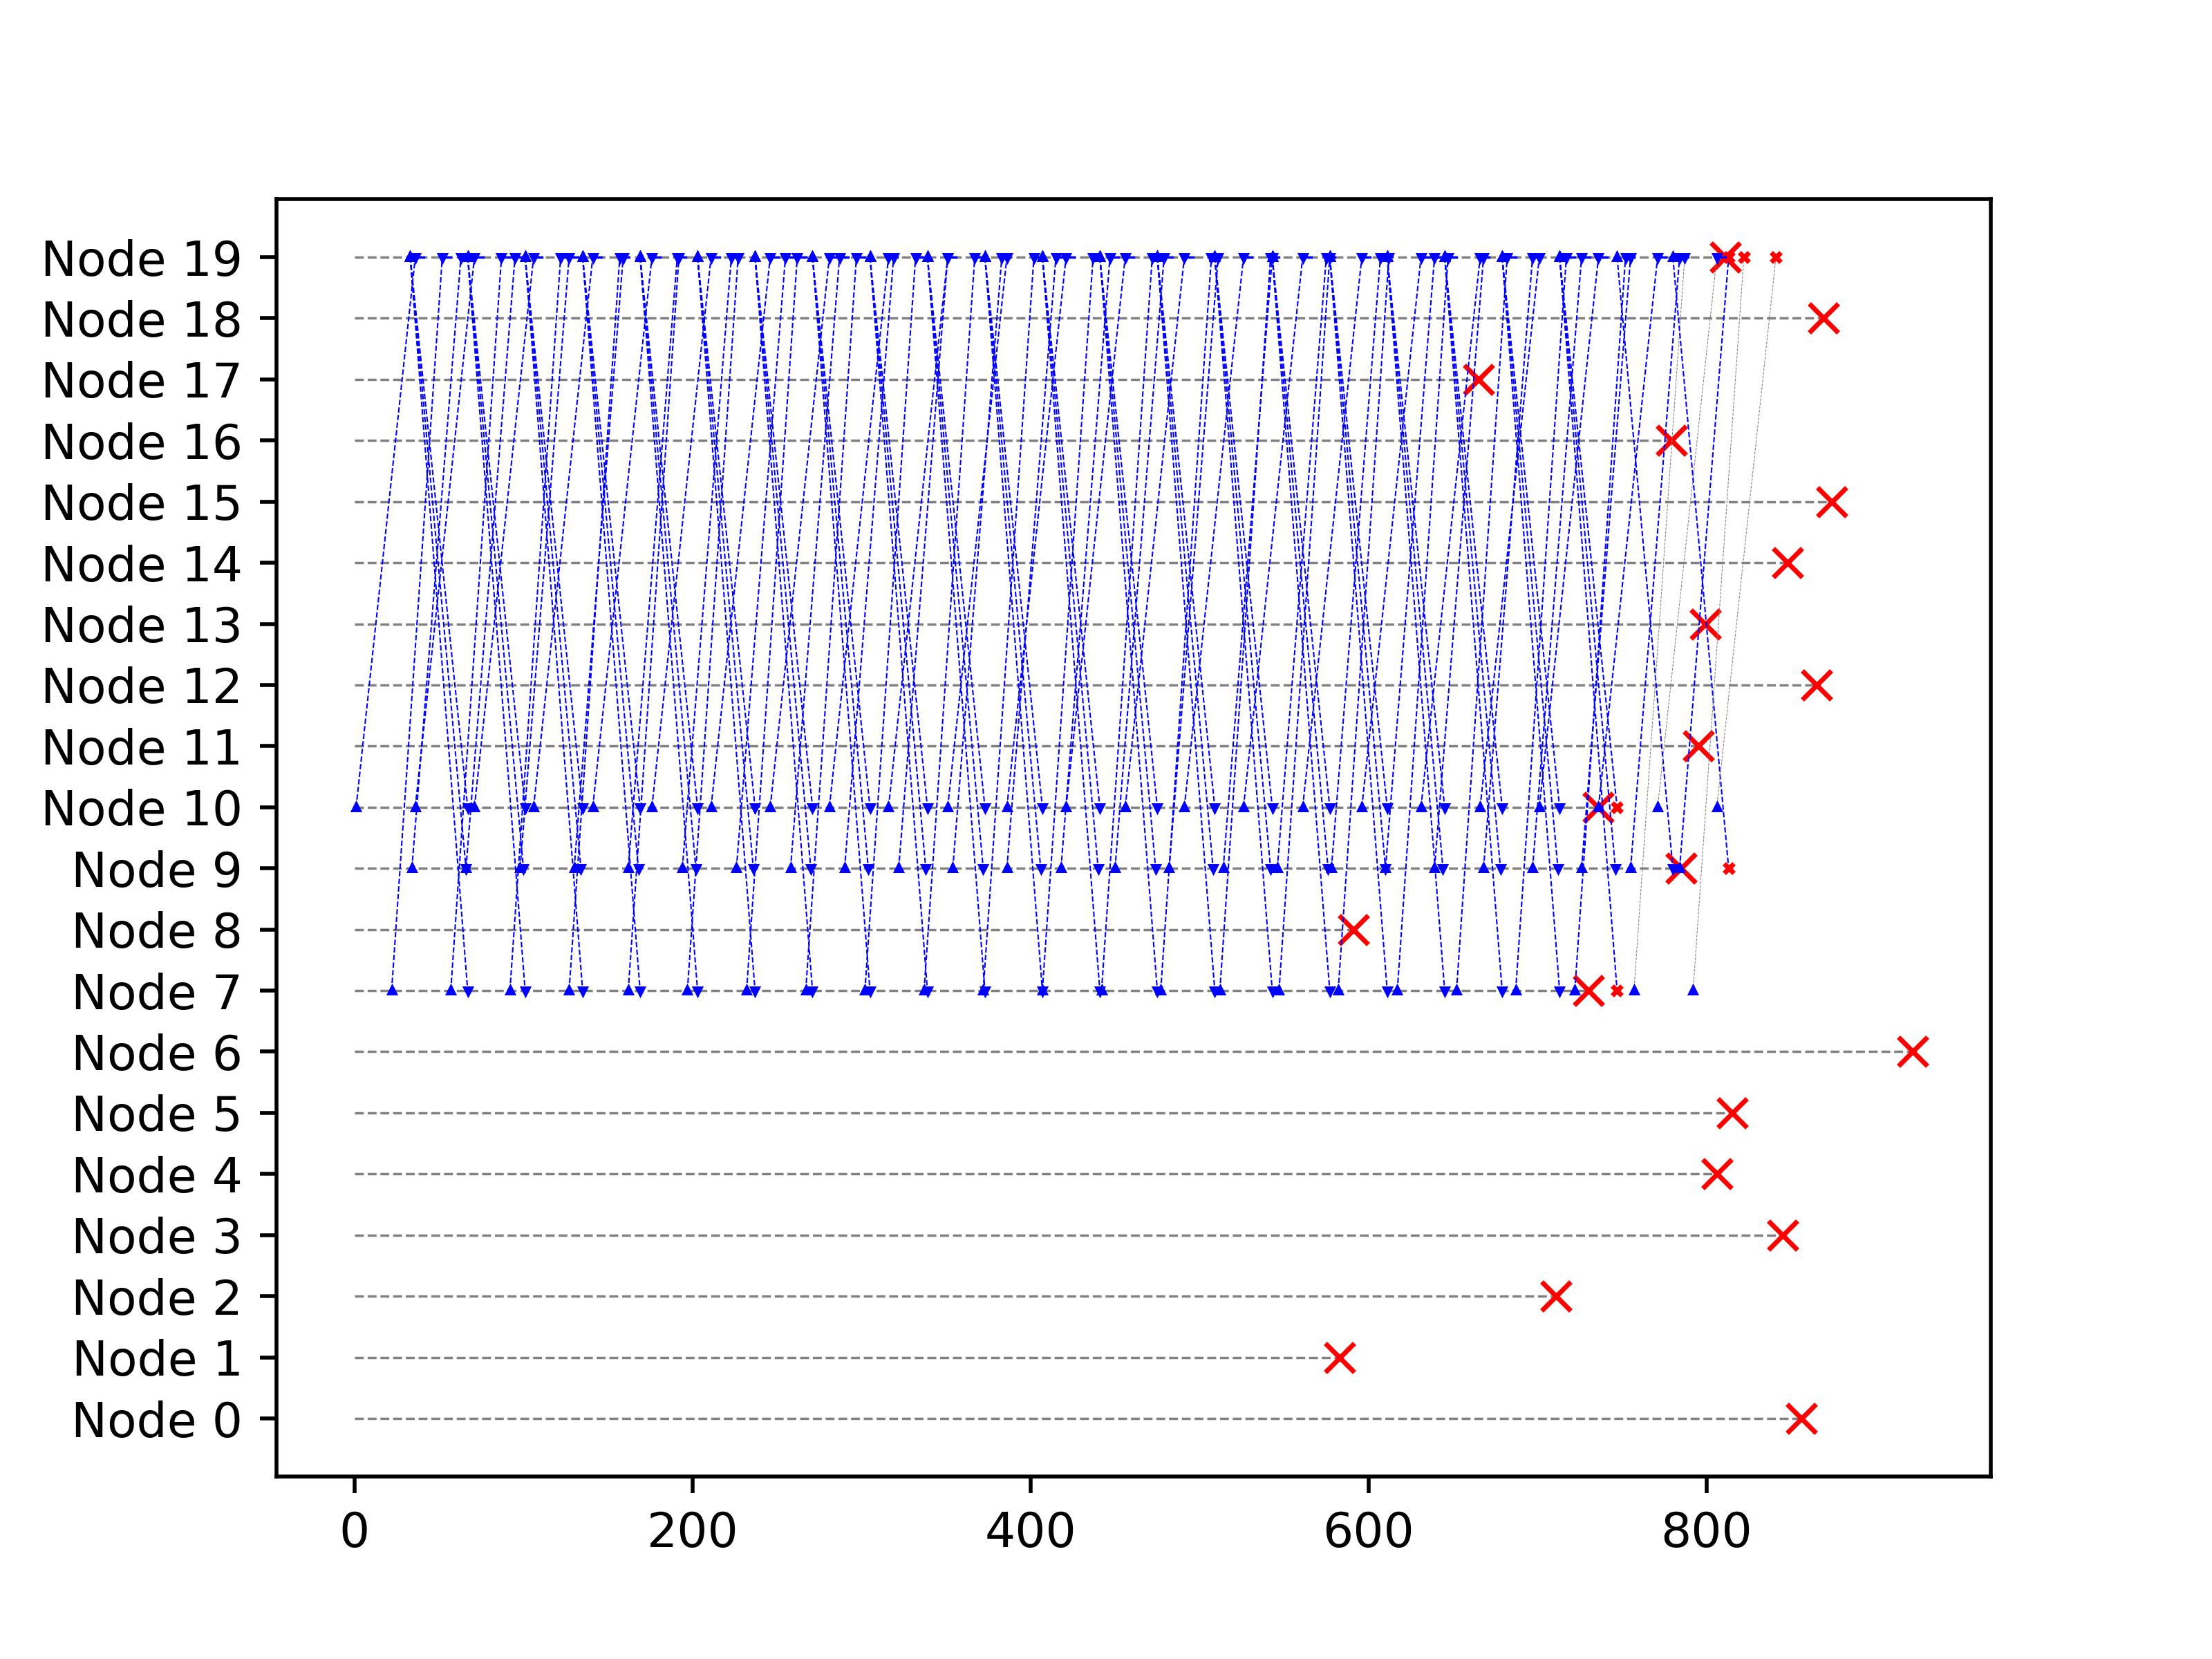 Node 19
Node 18
Node 17
Node 16
Node 15
Node 14
Node 13
Node 12
Node 11
Node 10
Node 9
Node 8
Node 7
Node 6
Node 5
Node 4
Node 3
Node 2
Node 1
Node 0
0 200 400 600 800